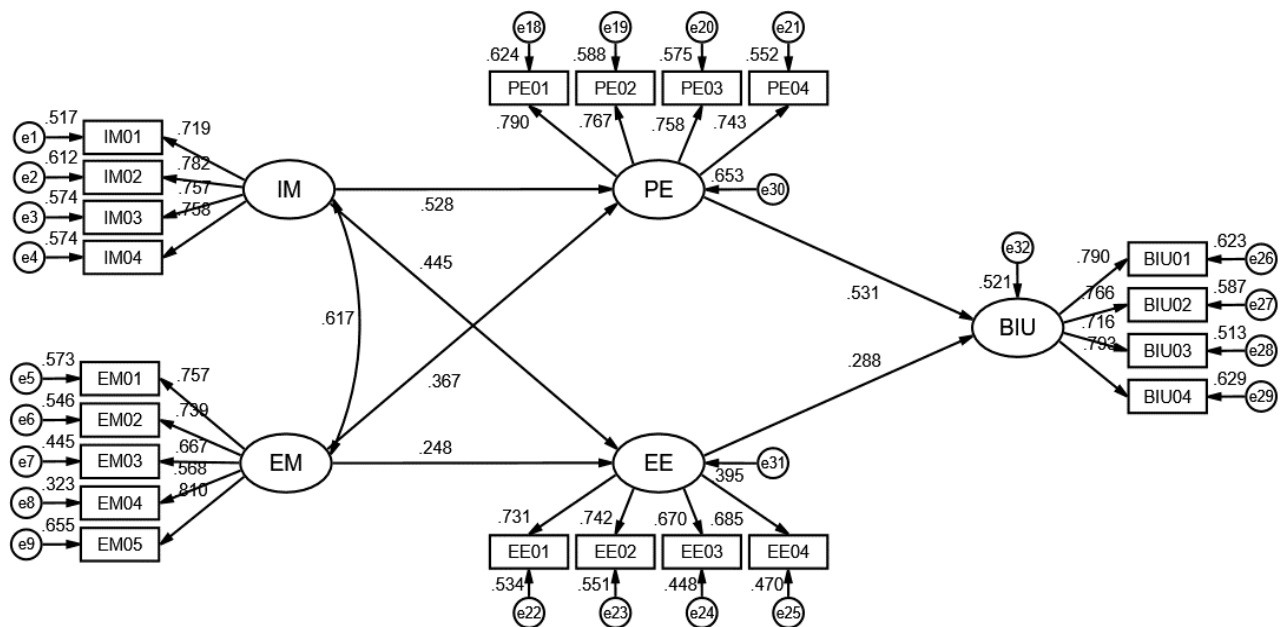 e18 e19 e20 e21
.624 .588 .575 .552
PE01 PE02 PE03 PE04
.790 .767 .758 .743
.517
e1 IM01 .719
.612
e2 IM02 .782
.574
e3 IM03 .757
.574
e4 IM04 .758
IM
PE
.653 e30
.528
.445
.617
.367
.531
.288
.248
e32
.521
BIU
.790 BIU01 .623 e26
.766 BIU02 .587 e27
.716 BIU03 .513 e28
.793 BIU04 .629 e29
.573
e5 EM01 .757
.546
e6 EM02 .739
.445
e7 EM03 .667
.323
e8 EM04 .568
.655
e9 EM05 .810
EM
EE
e31
.395
.731 .742 .670 .685
EE01 EE02 EE03 EE04
.534 .551 .448 .470
e22 e23 e24 e25